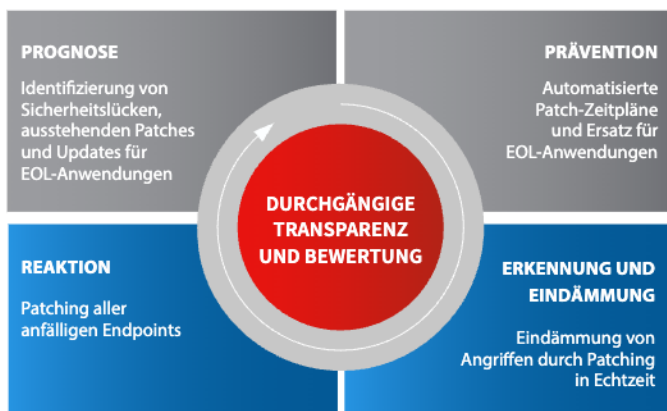 PROGNOSE
Identifizierung von
Sicherheitslücken,
ausstehenden Patches
und Updates für
EOL-Anwendungen
PRÄVENTION
Automatisierte
Patch-Zeitpläne
und Ersatz für
EOL-Anwendungen
DURCHGÄNGIGE
TRANSPARENZ
UND BEWERTUNG
REAKTION
Patching aller
anfälligen Endpoints
ERKENNUNG UND
EINDÄMMUNG
Eindämmung von
Angriffen durch Patching
in Echtzeit